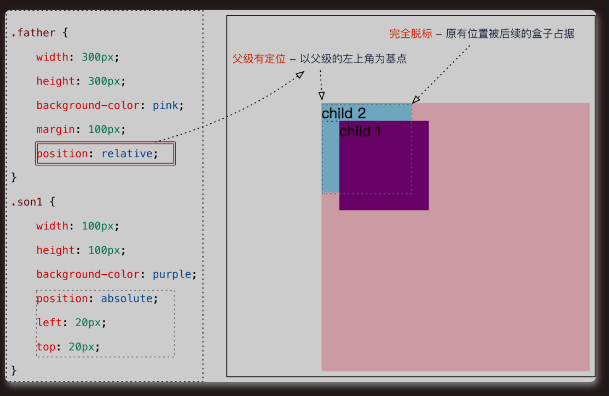 .father {
width: 300px;
height: 300px;
background-color: pink;
margin: 100px;
position: relative;
}
.son1 {
width: 100px;
height: 100px;
background-color: purple;
position: absolute;
left: 20px;
top: 20px;
}
完全脱标 – 原有位置被后续的盒子占据
父级有定位 – 以父级的左上角为基点
child 2
child 1